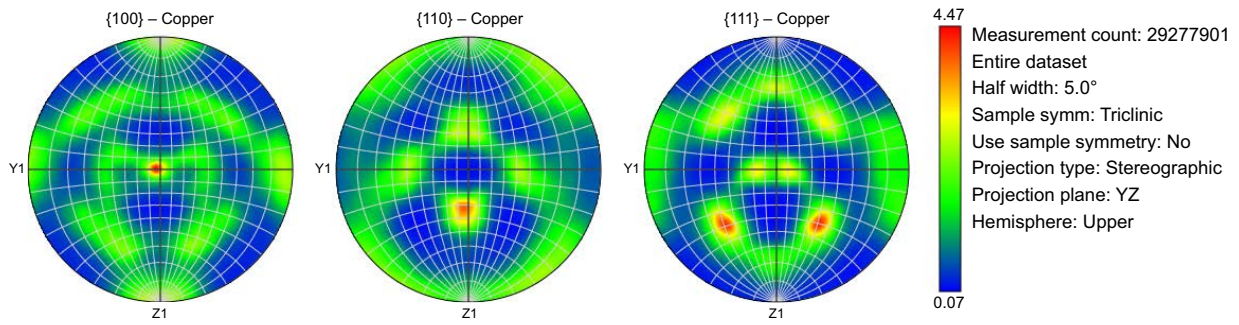 {100} – Copper
{110} – Copper
{111} – Copper
Y1
Z1
Y1
Z1
Y1
Z1
4.47
0.07
Measurement count: 29277901
Entire dataset
Half width: 5.0°
Sample symm: Triclinic
Use sample symmetry: No
Projection type: Stereographic
Projection plane: YZ
Hemisphere: Upper